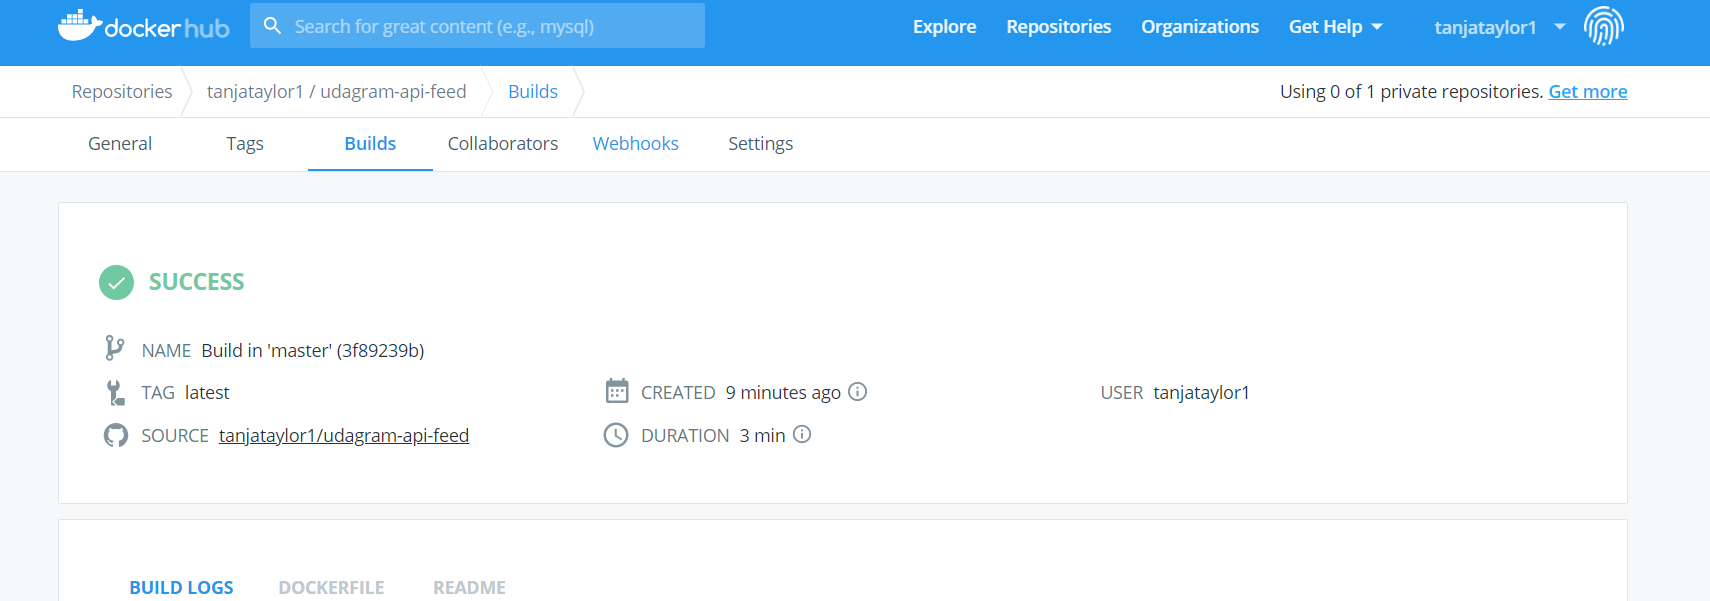 docker hub Search for great content (e.g., mysql) Explore Repositories Organizations Get Help tanjataylor1
Repositories tanjataylor1 / udagram-api-feed Builds Using 0 of 1 private repositories. Get more
General Tags Builds Collaborators Webhooks Settings
SUCCESS
NAME Build in 'master' (3f89239b)
TAG latest CREATED 9 minutes ago USER tanjataylor1
SOURCE tanjataylor1/udagram-api-feed DURATION 3 min
BUILD LOGS DOCKERFILE README